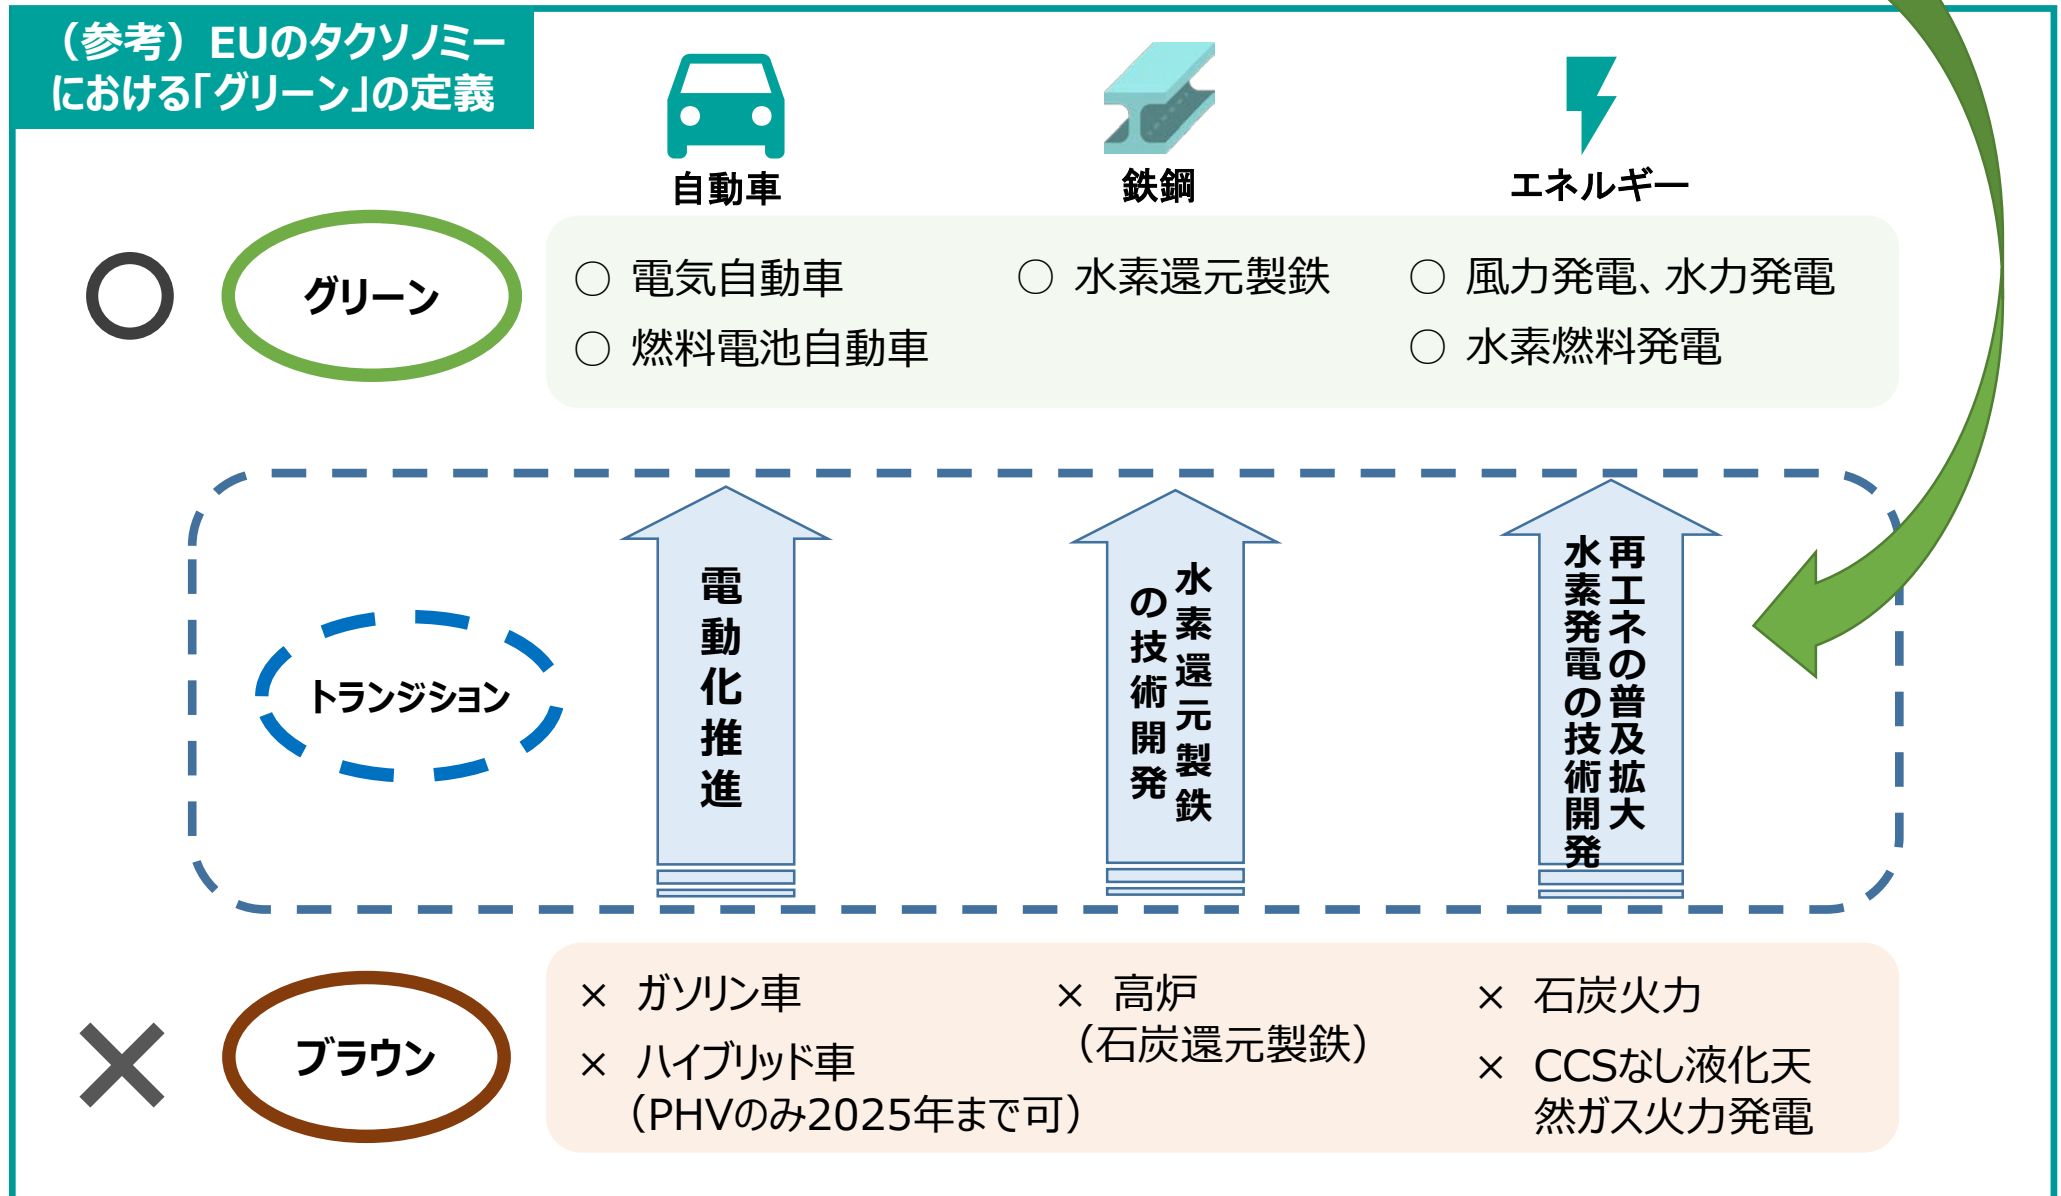 （参考）EUのタクソノミー
における「グリーン」の定義
自動車
鉄鋼
エネルギー
グリーン
○ 電気自動車
○ 燃料電池自動車
○ 水素還元製鉄
○ 風力発電、水力発電
○ 水素燃料発電
トランジション
電動化推進
水素還元製鉄
の技術開発
再エネの普及拡大
水素発電の技術開発
ブラウン
× ガソリン車
× ハイブリッド車
（PHVのみ2025年まで可）
× 高炉
（石炭還元製鉄）
× 石炭火力
× CCSなし液化天
然ガス火力発電